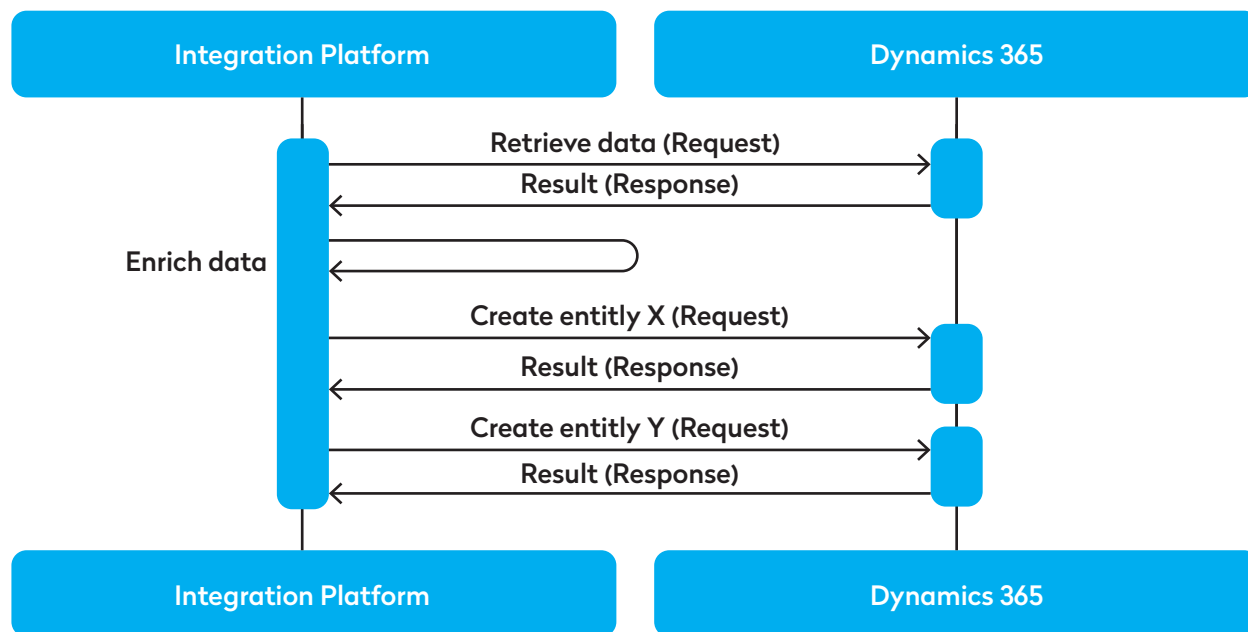 Integration Platform
Dynamics 365
Retrieve data (Request)
Result (Response)
Enrich data
Create entitly X (Request)
Result (Response)
Create entitly Y (Request)
Result (Response)
Integration Platform
Dynamics 365